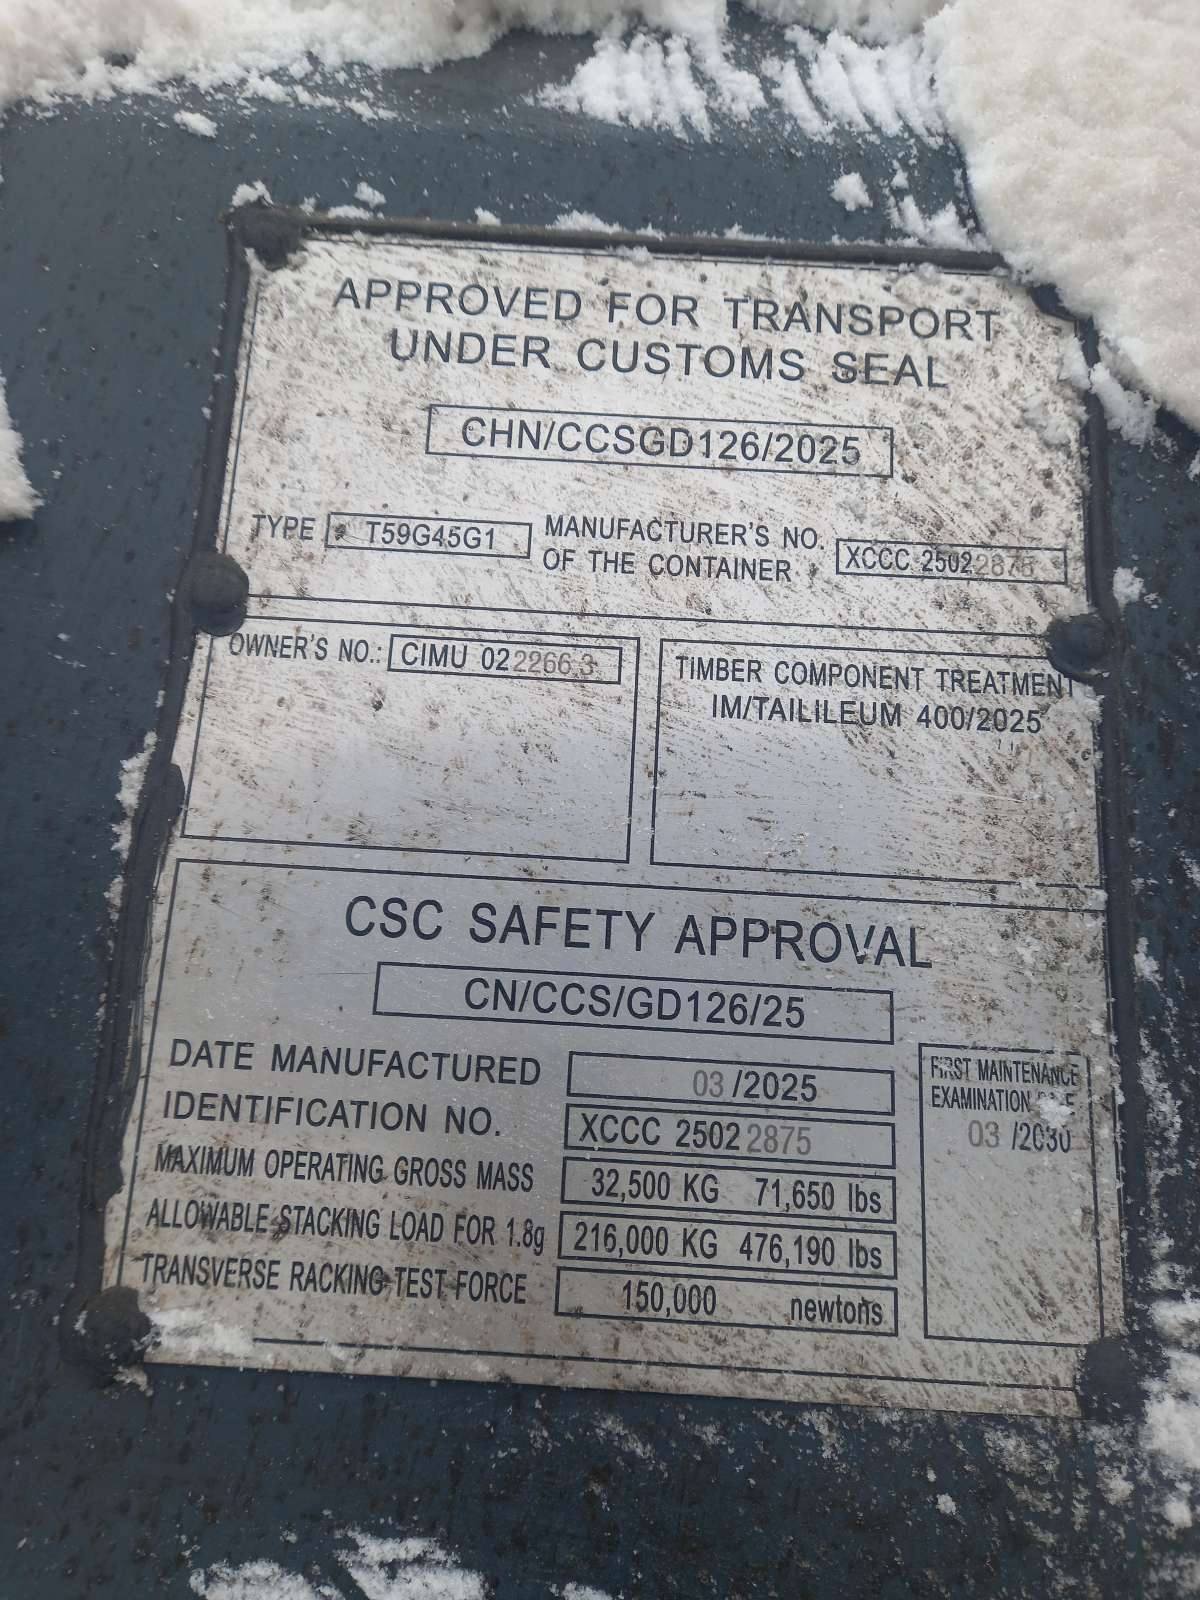 APPROVED FOR TRANSPORT
UNDER CUSTOMS SEAL
CHN/CCSGD126/2025
TYPE T59G45G1 MANUFACTURER'S NO. OF THE CONTAINER XCCC 25022875
OWNER'S NO.: CIMU 022266 3
TIMBER COMPONENT TREATMENT
IM/TAILILEUM 400/2025
CSC SAFETY APPROVAL
CN/CCS/GD126/25
DATE MANUFACTURED 03/2025
IDENTIFICATION NO. XCCC 25022875
MAXIMUM OPERATING GROSS MASS 32,500 KG 71,650 lbs
ALLOWABLE STACKING LOAD FOR 1.8g 216,000 KG 476,190 lbs
TRANSVERSE RACKING TEST FORCE 150,000 newtons
FIRST MAINTENANCE
EXAMINATION DATE
03/2030